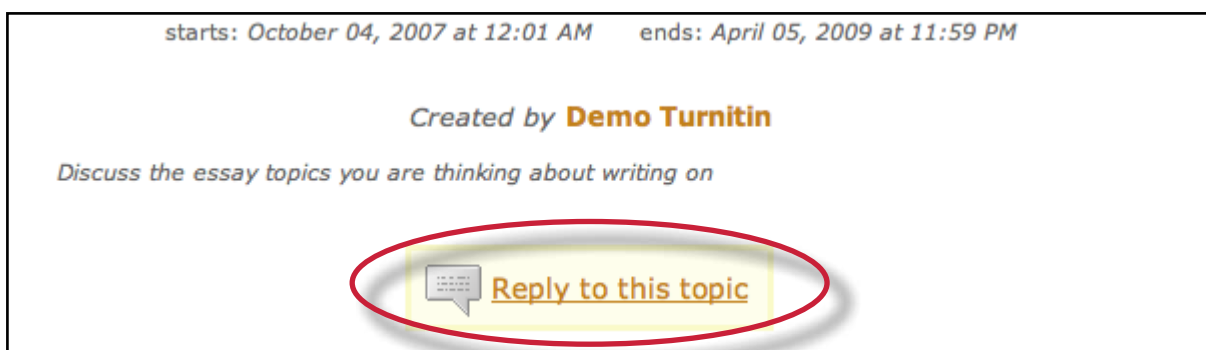 starts: October 04, 2007 at 12:01 AM ends: April 05, 2009 at 11:59 PM
Created by Demo Turnitin
Discuss the essay topics you are thinking about writing on
Reply to this topic